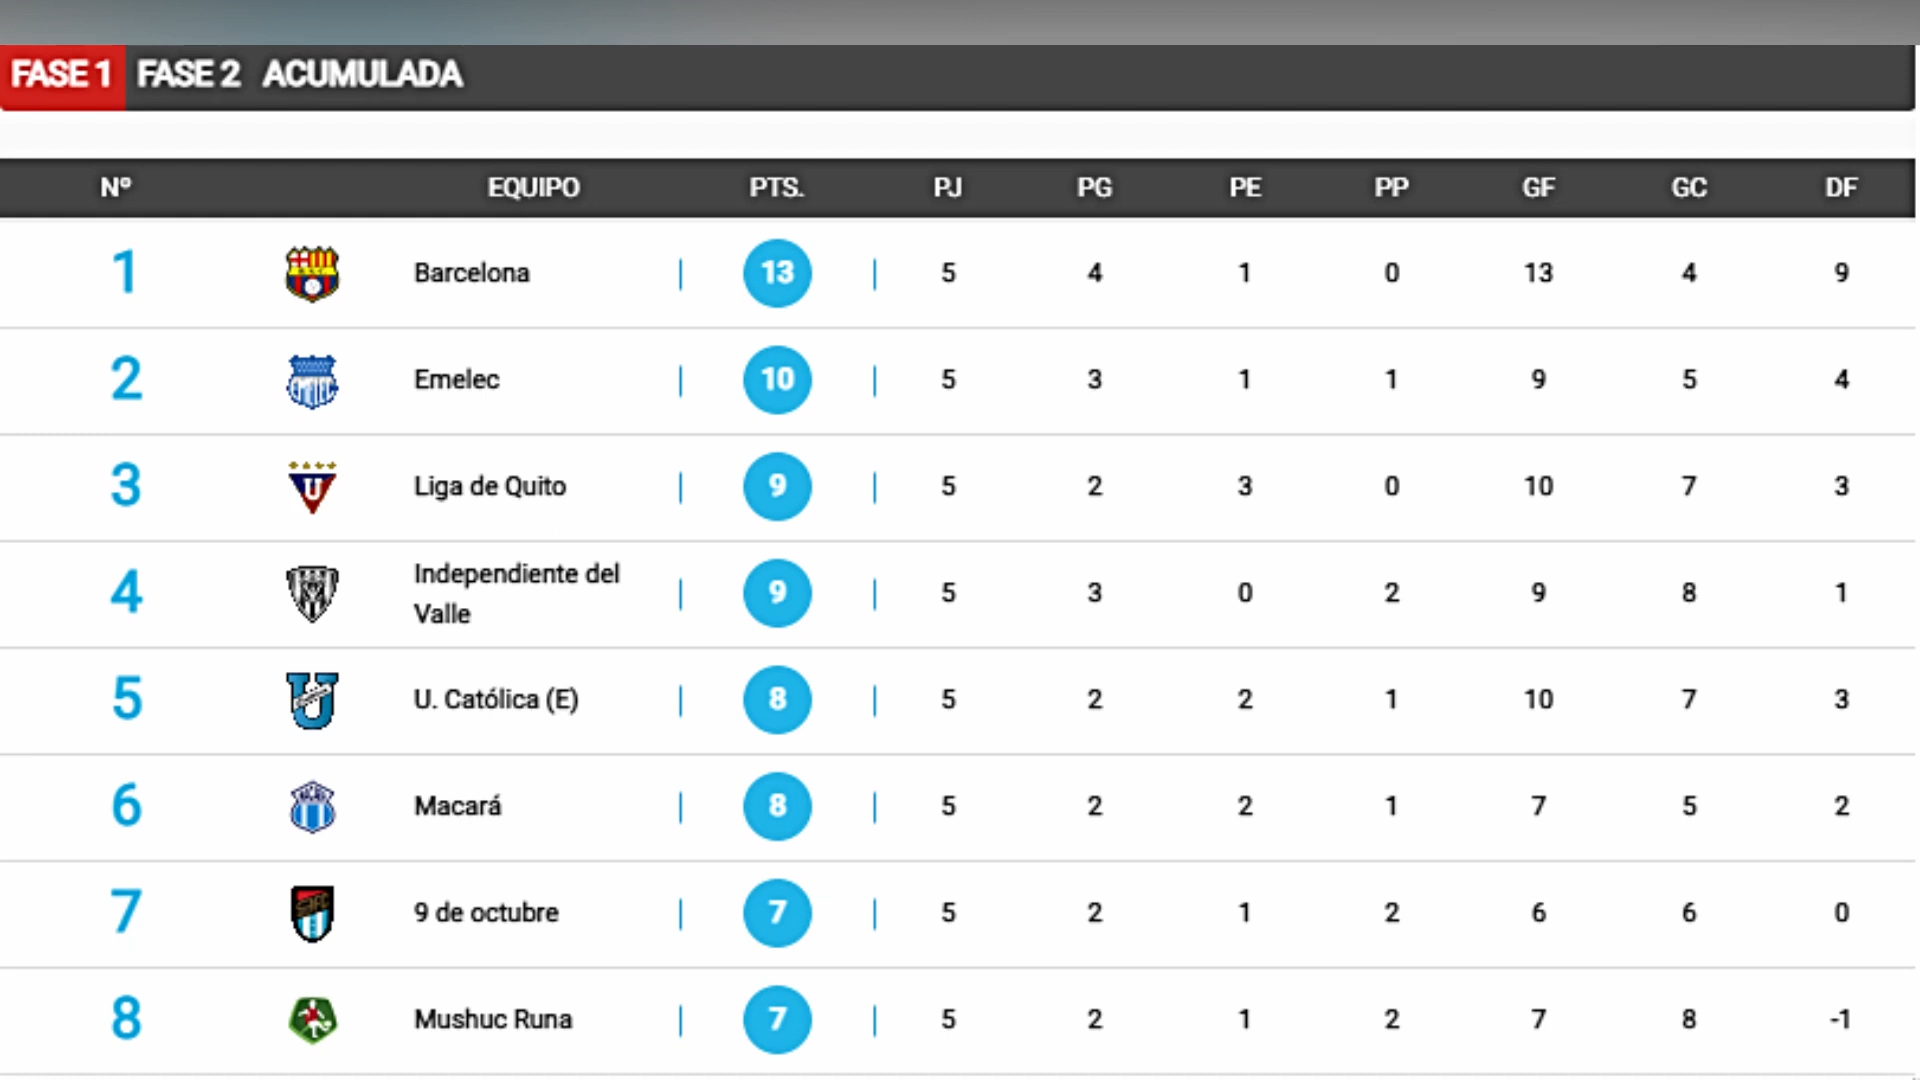 FASE 1 FASE 2 ACUMULADA
Nº EQUIPO PTS. PJ PG PE PP GF GC DF
1 Barcelona 13 5 4 1 0 13 4 9
2 EMELEC Emelec 10 5 3 1 1 9 5 4
3 U Liga de Quito 9 5 2 3 0 10 7 3
4 Independiente del
Valle 9 5 3 0 2 9 8 1
5 U. Católica (E) 8 5 2 2 1 10 7 3
6 Macará 8 5 2 2 1 7 5 2
7 9 de octubre 7 5 2 1 2 6 6 0
8 Mushuc Runa 7 5 2 1 2 7 8 -1